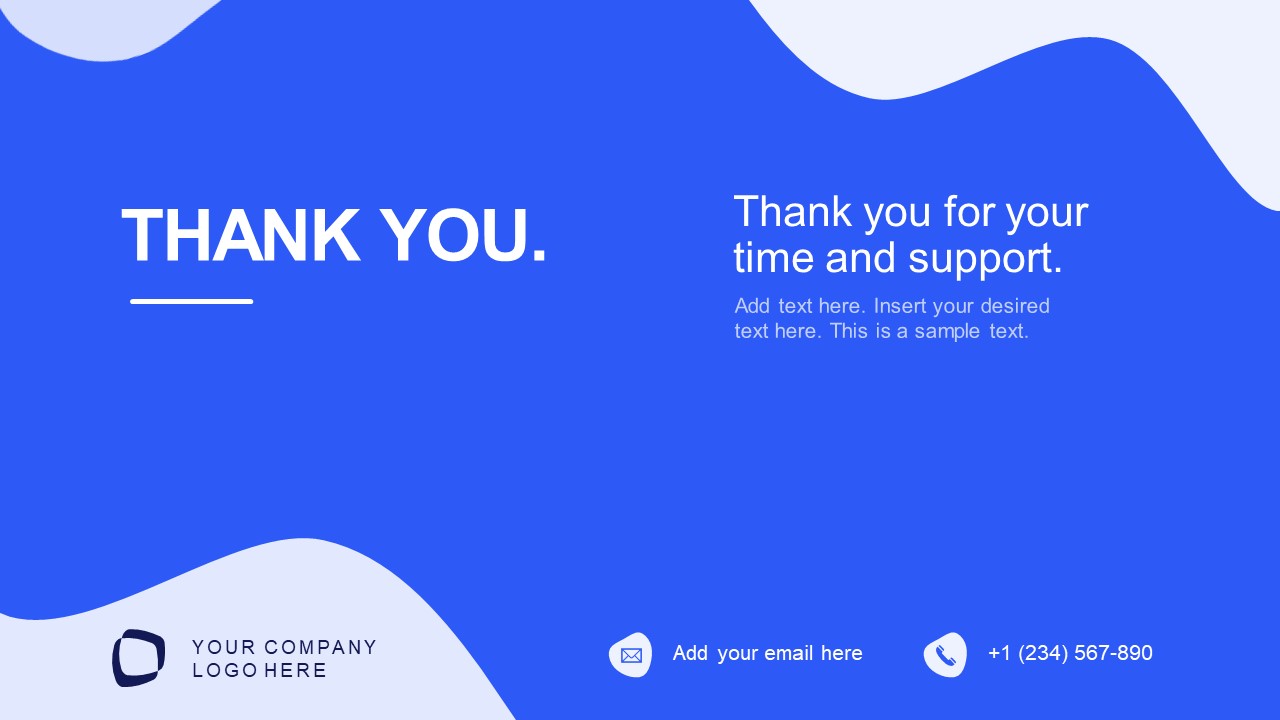 THANK YOU.
Thank you for your
time and support.
Add text here. Insert your desired
text here. This is a sample text.
YOUR COMPANY
LOGO HERE
Add your email here
+1 (234) 567-890